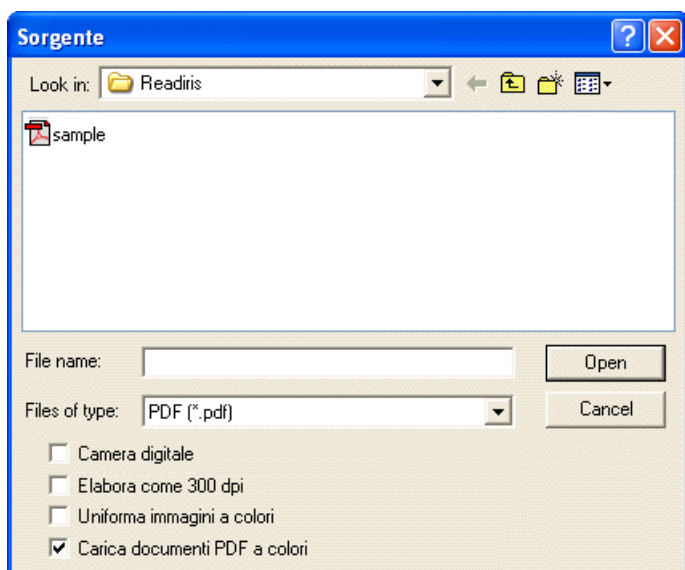 Sorgente
Look in: Readiris
sample
File name: Open
Files of type: PDF (*.pdf) Cancel
Camera digitale
Elabora come 300 dpi
Uniforma immagini a colori
Carica documenti PDF a colori